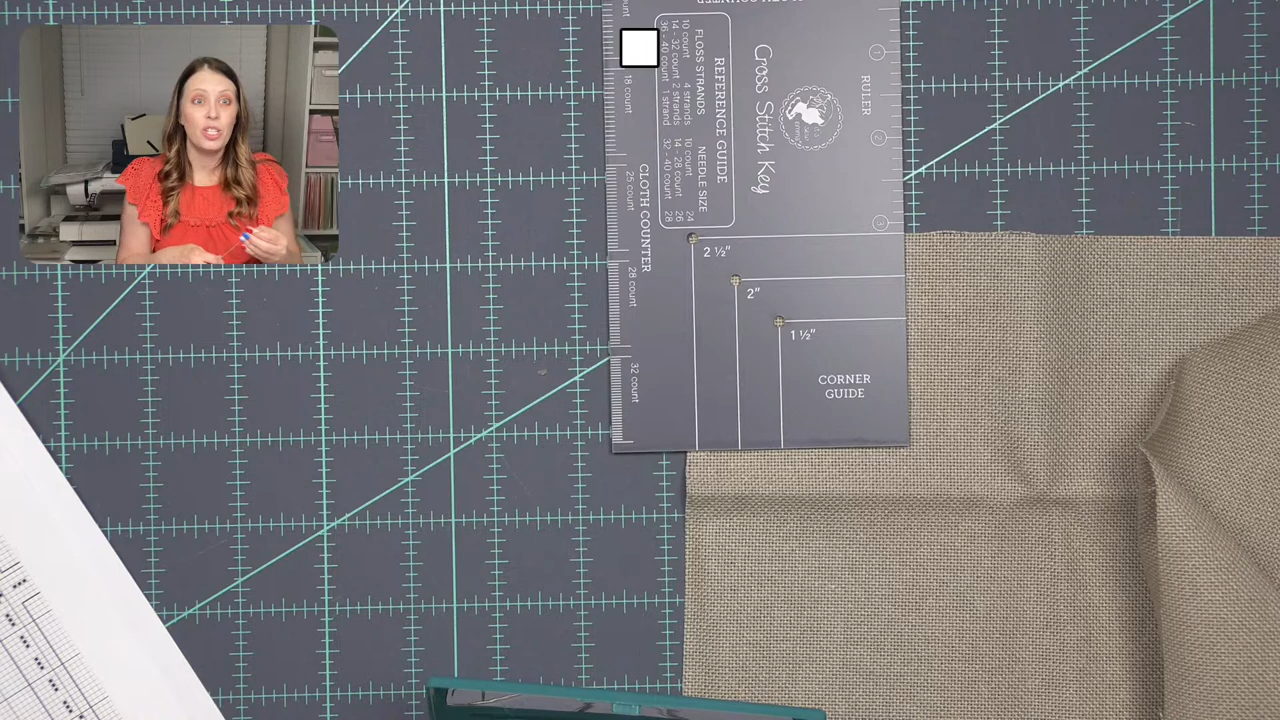 RULER
1
2
3
Cross Stitch Key
REFERENCE GUIDE
FLOSS STRANDS
10 count 4 strands
14 - 32 count 2 strands
36 - 40 count 1 strand
NEEDLE SIZE
10 count 24
14 - 28 count 26
32 - 40 count 28
CLOTH COUNTER
18 count
25 count
28 count
32 count
2 ½"
2"
1 ½"
CORNER
GUIDE